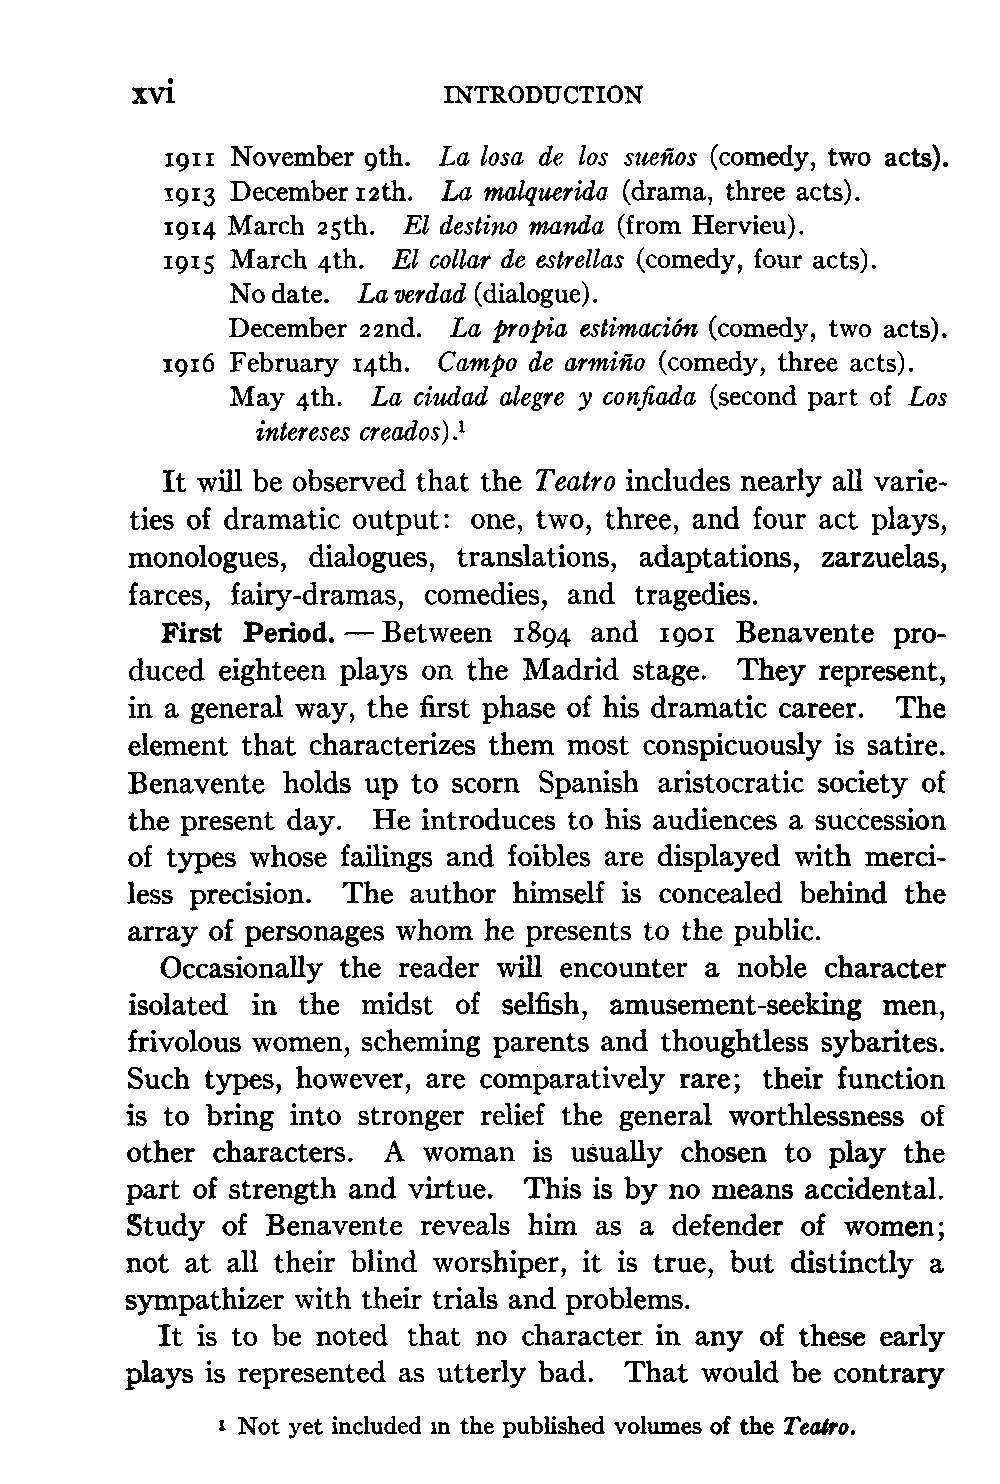 xvi INTRODUCTION
1911 November 9th. La losa de los sueños (comedy, two acts).
1913 December 12th. La malquerida (drama, three acts).
1914 March 25th. El destino manda (from Hervieu).
1915 March 4th. El collar de estrellas (comedy, four acts).
No date. La verdad (dialogue).
December 22nd. La propia estimación (comedy, two acts).
1916 February 14th. Campo de armiño (comedy, three acts).
May 4th. La ciudad alegre y confiada (second part of Los
intereses creados).¹
It will be observed that the Teatro includes nearly all varie-
ties of dramatic output: one, two, three, and four act plays,
monologues, dialogues, translations, adaptations, zarzuelas,
farces, fairy-dramas, comedies, and tragedies.
First Period. — Between 1894 and 1901 Benavente pro-
duced eighteen plays on the Madrid stage. They represent,
in a general way, the first phase of his dramatic career. The
element that characterizes them most conspicuously is satire.
Benavente holds up to scorn Spanish aristocratic society of
the present day. He introduces to his audiences a succession
of types whose failings and foibles are displayed with merci-
less precision. The author himself is concealed behind the
array of personages whom he presents to the public.
Occasionally the reader will encounter a noble character
isolated in the midst of selfish, amusement-seeking men,
frivolous women, scheming parents and thoughtless sybarites.
Such types, however, are comparatively rare; their function
is to bring into stronger relief the general worthlessness of
other characters. A woman is usually chosen to play the
part of strength and virtue. This is by no means accidental.
Study of Benavente reveals him as a defender of women;
not at all their blind worshiper, it is true, but distinctly a
sympathizer with their trials and problems.
It is to be noted that no character in any of these early
plays is represented as utterly bad. That would be contrary
¹ Not yet included in the published volumes of the Teatro.